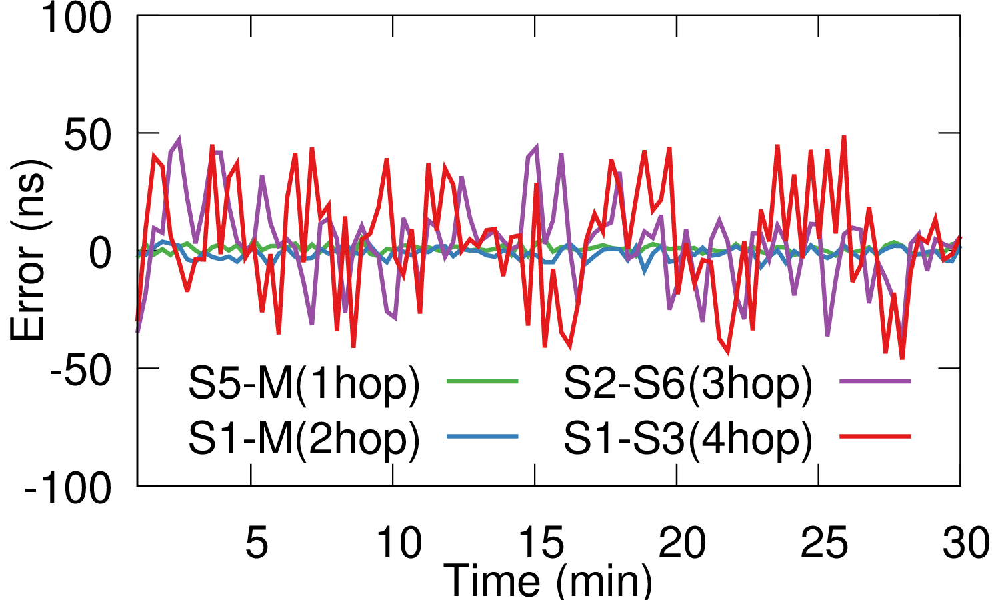 100
50
0
-50
-100
Error (ns)
S5-M(1hop)
S2-S6(3hop)
S1-M(2hop)
S1-S3(4hop)
5 10 15 20 25 30
Time (min)